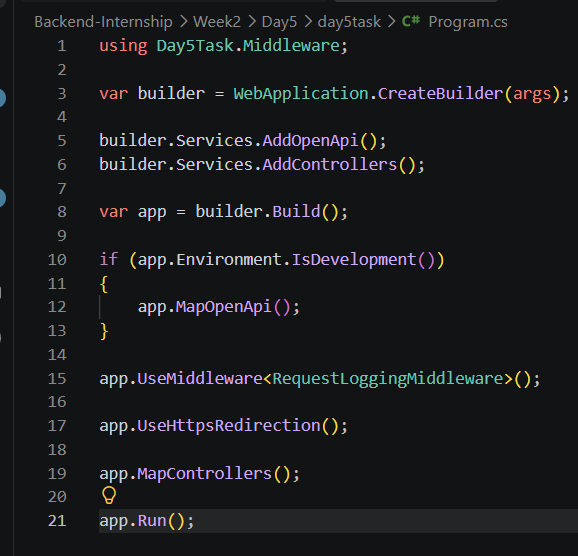 Backend-Internship > Week2 > Day5 > day5task > C# Program.cs
1 using Day5Task.Middleware;
2
3 var builder = WebApplication.CreateBuilder(args);
4
5 builder.Services.AddOpenApi();
6 builder.Services.AddControllers();
7
8 var app = builder.Build();
9
10 if (app.Environment.IsDevelopment())
11 {
12     app.MapOpenApi();
13 }
14
15 app.UseMiddleware<RequestLoggingMiddleware>();
16
17 app.UseHttpsRedirection();
18
19 app.MapControllers();
20
21 app.Run();